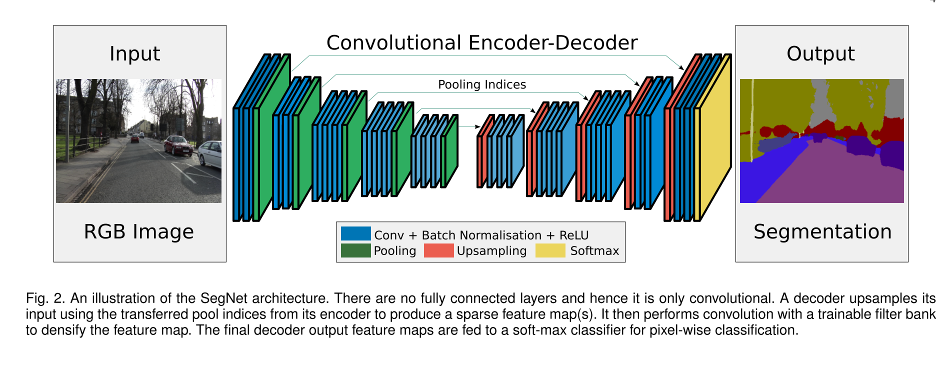 Input
RGB Image
Convolutional Encoder-Decoder
Pooling Indices
Conv + Batch Normalisation + ReLU
Pooling Upsampling Softmax
Output
Segmentation
Fig. 2. An illustration of the SegNet architecture. There are no fully connected layers and hence it is only convolutional. A decoder upsamples its
input using the transferred pool indices from its encoder to produce a sparse feature map(s). It then performs convolution with a trainable filter bank
to densify the feature map. The final decoder output feature maps are fed to a soft-max classifier for pixel-wise classification.